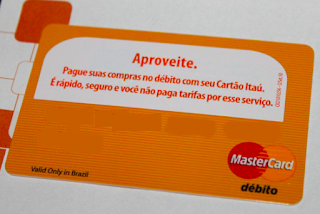 Aproveite.
Pague suas compras no débito com seu Cartão Itaú.
É rápido, seguro e você não paga tarifas por esse serviço.
MasterCard
débito
Valid Only in Brazil